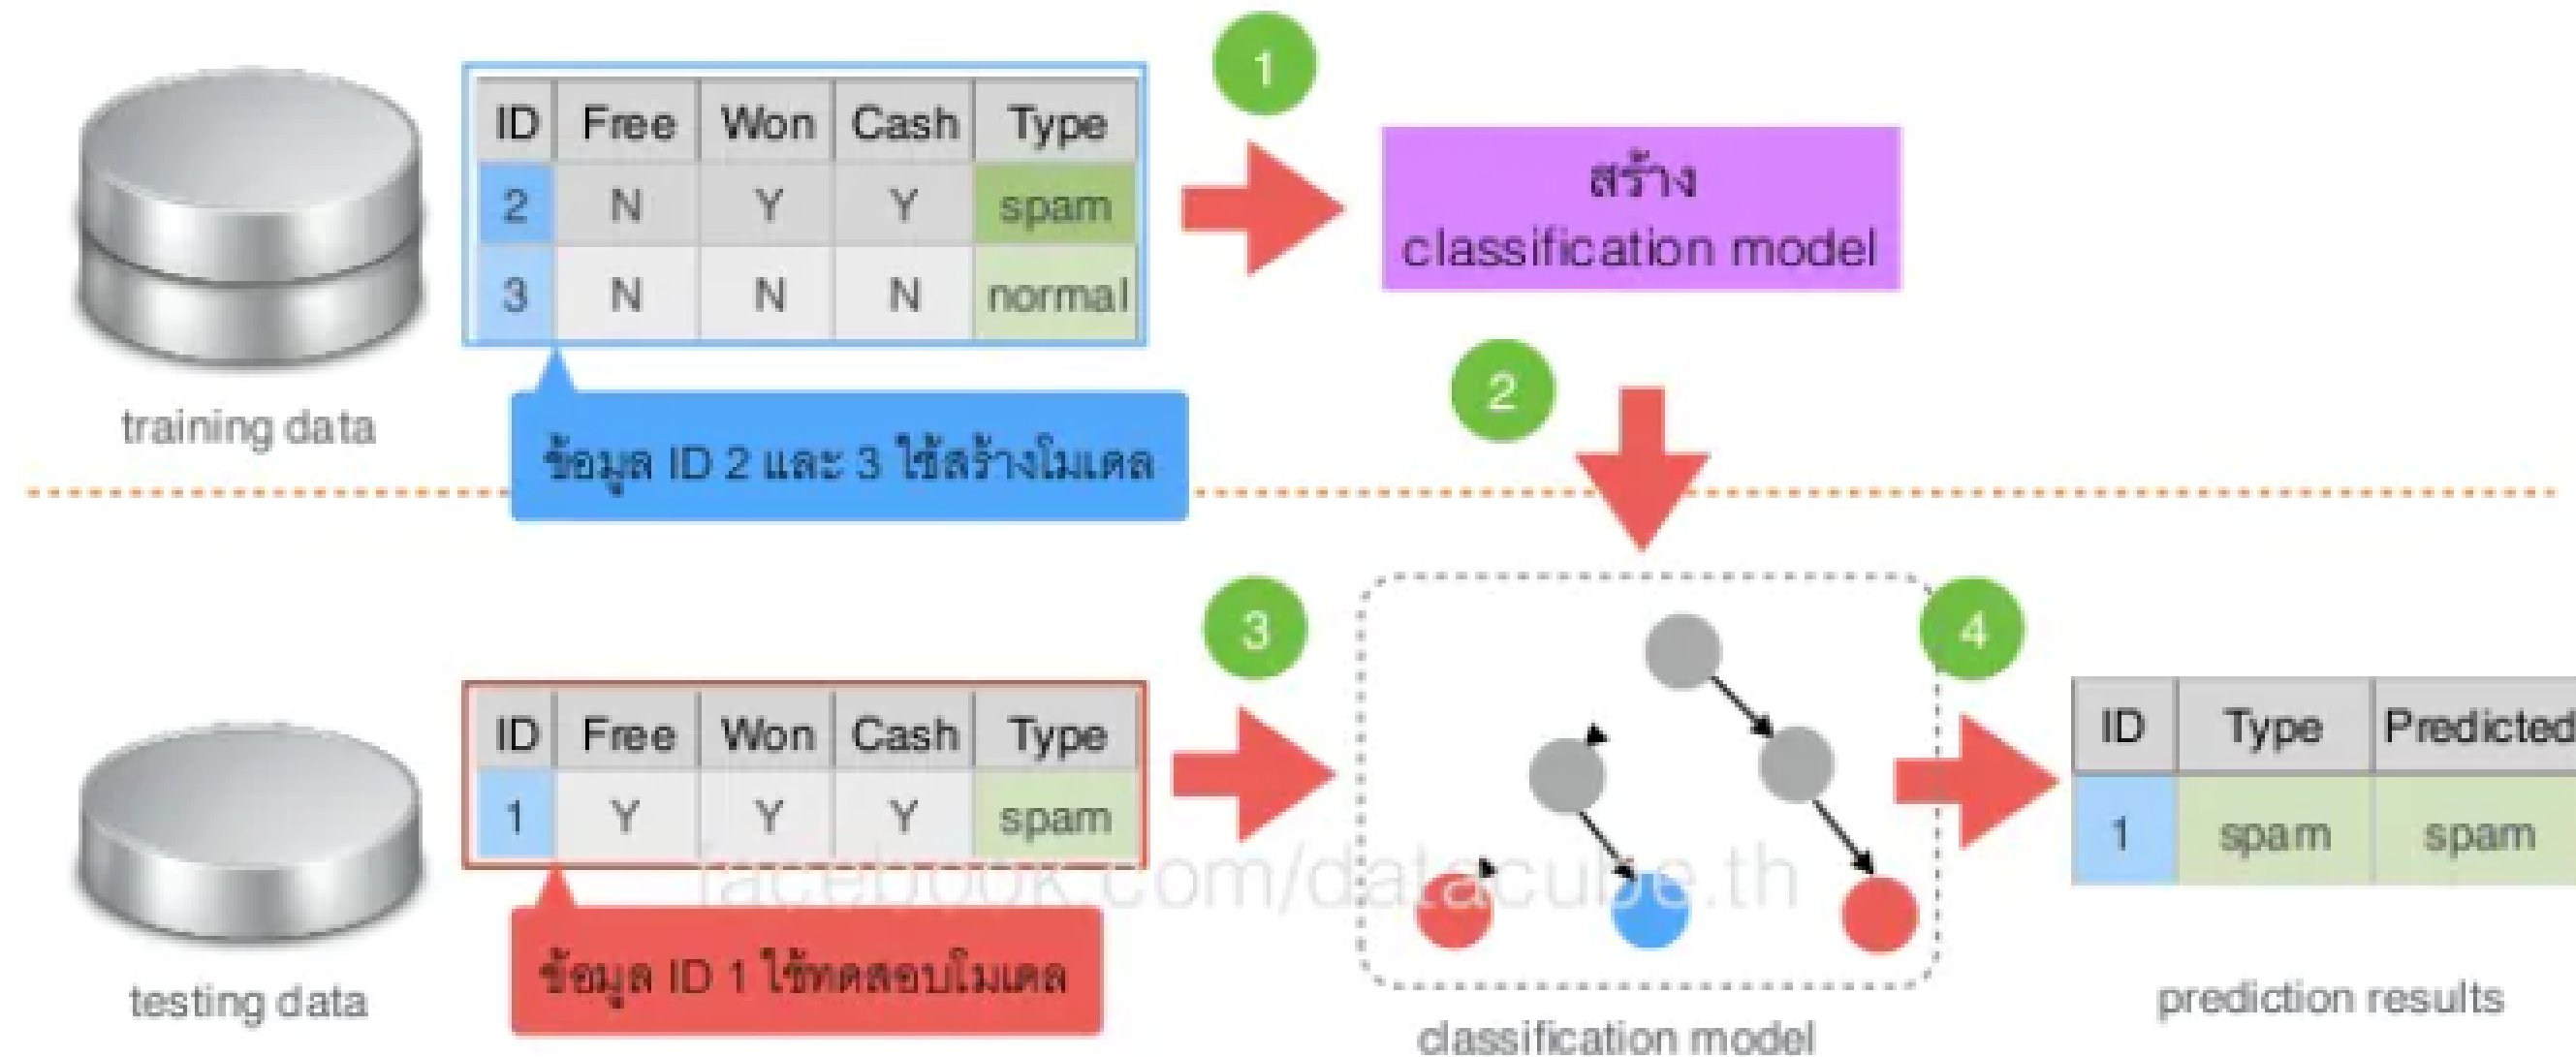 1
ID Free Won Cash Type
2 N Y Y spam
3 N N N normal
สร้าง
classification model
training data
ข้อมูล ID 2 และ 3 ใช้สร้างโมเดล
2
3
4
ID Free Won Cash Type
1 Y Y Y spam
ID Type Predicted
1 spam spam
facebook.com/datacube.th
ข้อมูล ID 1 ใช้ทดสอบโมเดล
testing data
classification model
prediction results